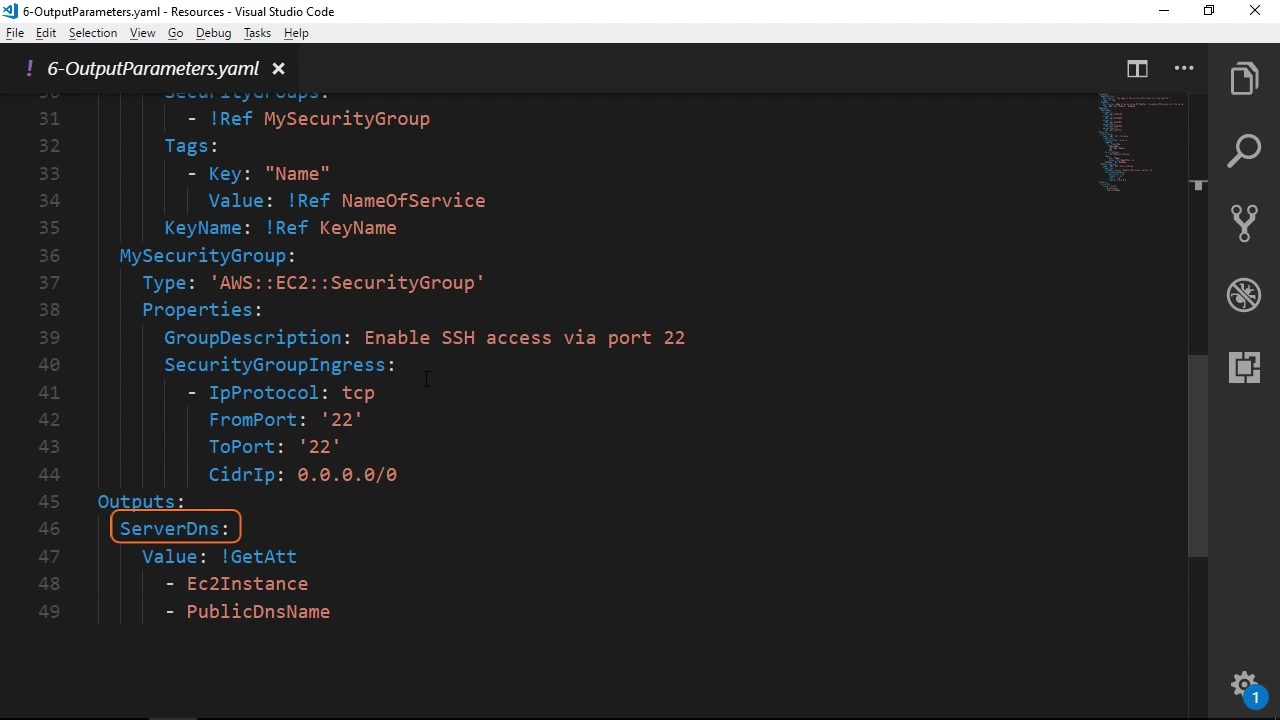 6-OutputParameters.yaml - Resources - Visual Studio Code
File Edit Selection View Go Debug Tasks Help
! 6-OutputParameters.yaml
30 SecurityGroups:
31 - !Ref MySecurityGroup
32 Tags:
33 - Key: "Name"
34 Value: !Ref NameOfService
35 KeyName: !Ref KeyName
36 MySecurityGroup:
37 Type: 'AWS::EC2::SecurityGroup'
38 Properties:
39 GroupDescription: Enable SSH access via port 22
40 SecurityGroupIngress:
41 - IpProtocol: tcp
42 FromPort: '22'
43 ToPort: '22'
44 CidrIp: 0.0.0.0/0
45 Outputs:
46 ServerDns:
47 Value: !GetAtt
48 - Ec2Instance
49 - PublicDnsName
1